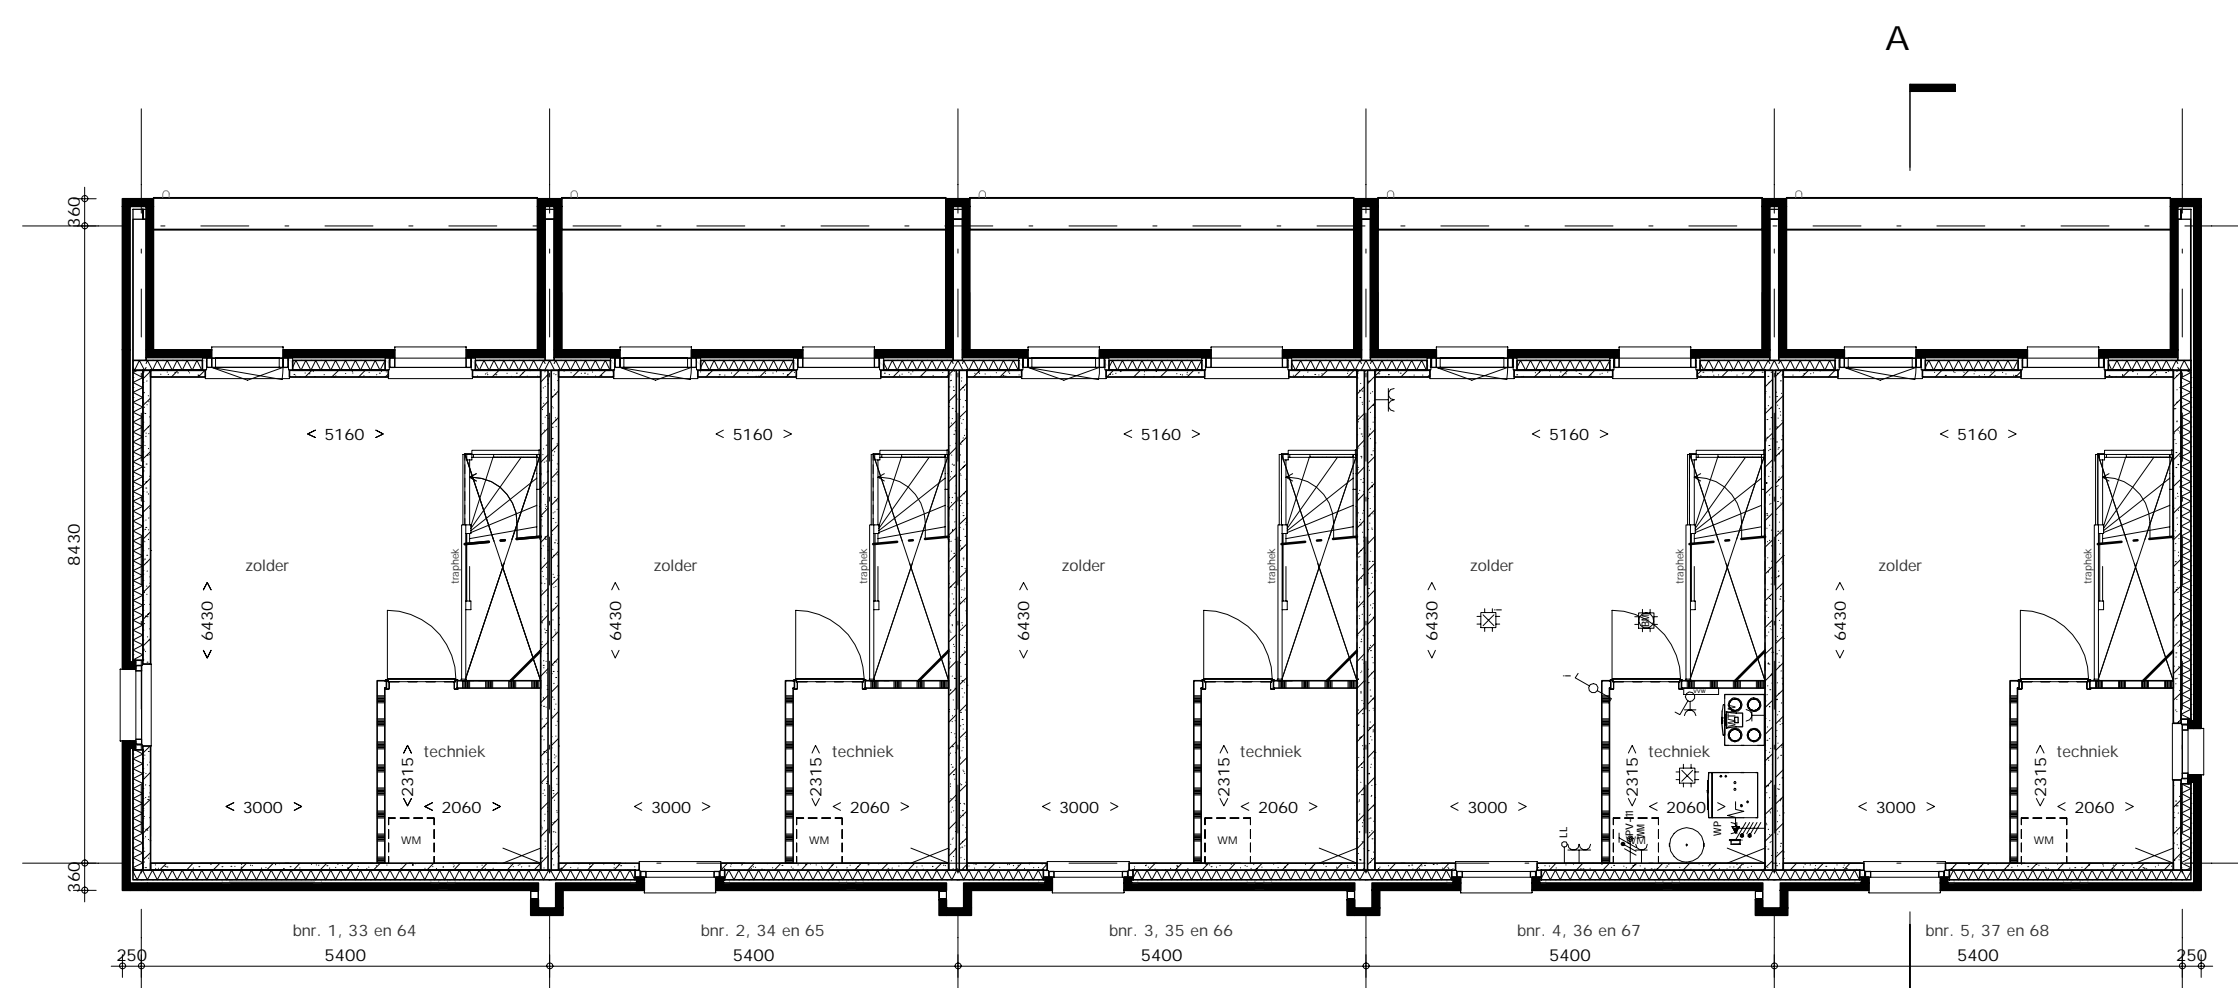 A
360
8430
360
< 5160 >
< 5160 >
< 5160 >
< 5160 >
< 5160 >
zolder
zolder
zolder
zolder
zolder
traphek
traphek
traphek
traphek
traphek
< 6430 >
< 6430 >
< 6430 >
< 6430 >
< 6430 >
i
i
vvw
techniek
techniek
techniek
techniek
techniek
<2315>
<2315>
<2315>
<2315>
<2315>
< 3000 >
< 2060 >
< 3000 >
< 2060 >
< 3000 >
< 2060 >
< 3000 >
< 2060 >
< 3000 >
< 2060 >
WM
WM
WM
LL
WM
WP
WM
bnr. 1, 33 en 64
bnr. 2, 34 en 65
bnr. 3, 35 en 66
bnr. 4, 36 en 67
bnr. 5, 37 en 68
250
5400
5400
5400
5400
5400
250